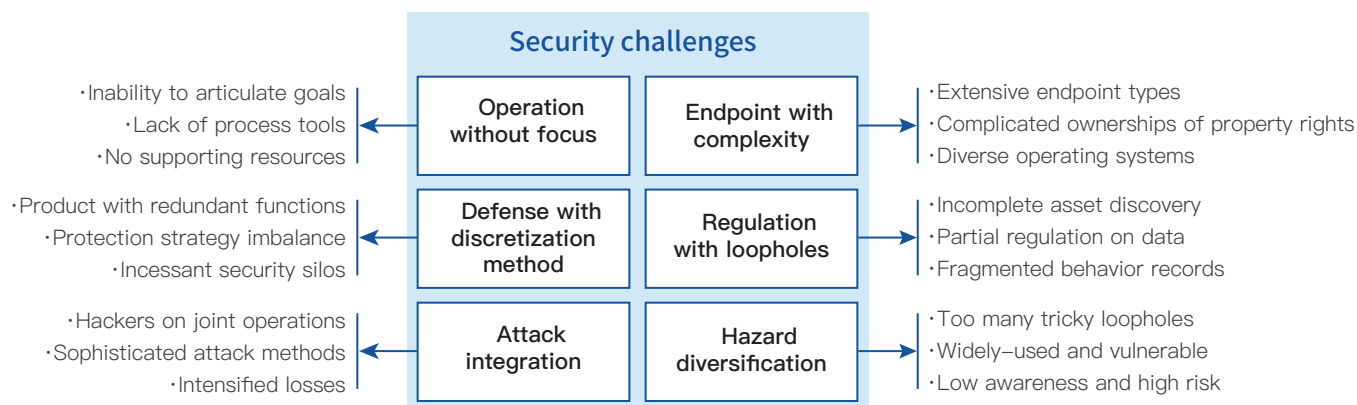 Security challenges
·Inability to articulate goals
·Lack of process tools
·No supporting resources
Operation
without focus
Endpoint with
complexity
·Extensive endpoint types
·Complicated ownerships of property rights
·Diverse operating systems
·Product with redundant functions
·Protection strategy imbalance
·Incessant security silos
Defense with
discretization
method
Regulation
with loopholes
·Incomplete asset discovery
·Partial regulation on data
·Fragmented behavior records
·Hackers on joint operations
·Sophisticated attack methods
·Intensified losses
Attack
integration
Hazard
diversification
·Too many tricky loopholes
·Widely-used and vulnerable
·Low awareness and high risk